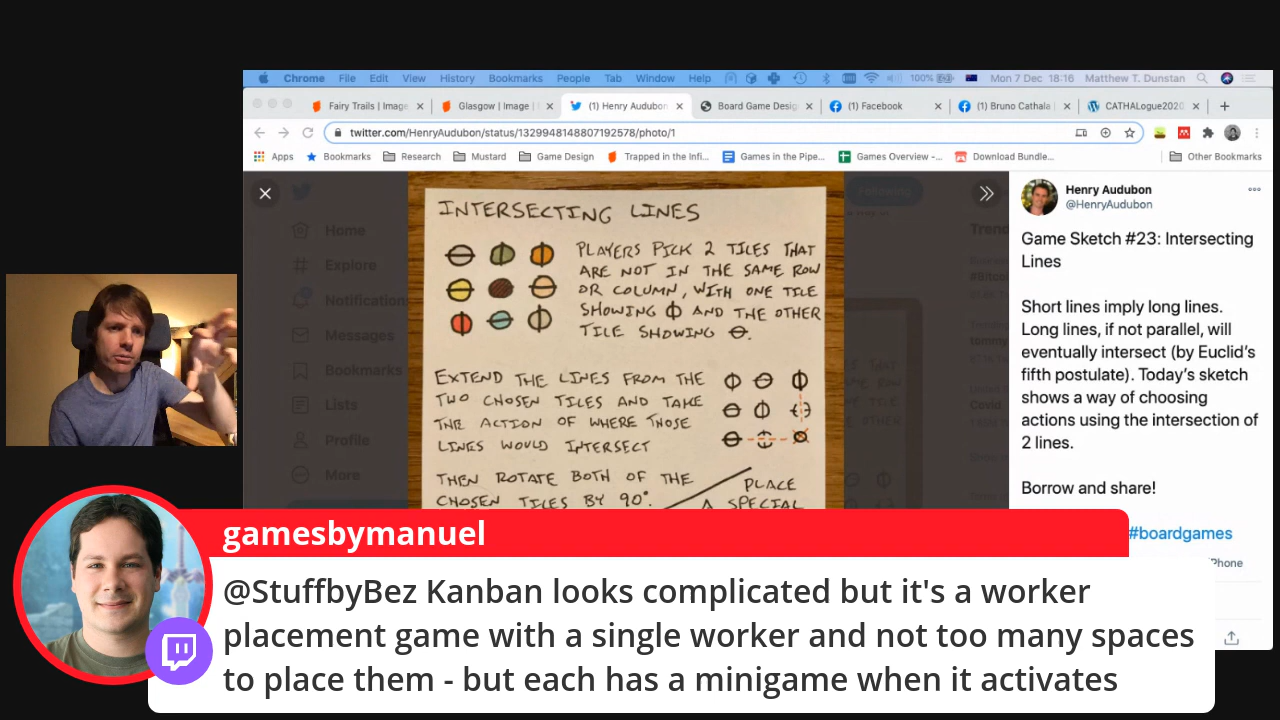 Chrome File Edit View History Bookmarks People Tab Window Help 100% Mon 7 Dec 18:16 Matthew T. Dunstan
Fairy Trails | Image
Glasgow | Image |
(1) Henry Audubon
Board Game Desig
(1) Facebook
(1) Bruno Cathala
CATHALogue2020
twitter.com/HenryAudubon/status/1329948148807192578/photo/1
Apps Bookmarks Research Mustard Game Design Trapped in the Infi... Games in the Pipe... Games Overview -... Download Bundle... Other Bookmarks
Home
Explore
Notifications
Messages
Bookmarks
Lists
Profile
More
INTERSECTING LINES
PLAYERS PICK 2 TILES THAT
ARE NOT IN THE SAME ROW
OR COLUMN, WITH ONE TILE
SHOWING ⏀ AND THE OTHER
TILE SHOWING ⊖.
EXTEND THE LINES FROM THE
TWO CHOSEN TILES AND TAKE
THE ACTION OF WHERE THOSE
LINES WOULD INTERSECT
THEN ROTATE BOTH OF THE
CHOSEN TILES BY 90°.
PLACE
A SPECIAL
Henry Audubon
@HenryAudubon
Game Sketch #23: Intersecting
Lines
Short lines imply long lines.
Long lines, if not parallel, will
eventually intersect (by Euclid's
fifth postulate). Today's sketch
shows a way of choosing
actions using the intersection of
2 lines.
Borrow and share!
#boardgames
iPhone
gamesbymanuel
@StuffbyBez Kanban looks complicated but it's a worker
placement game with a single worker and not too many spaces
to place them - but each has a minigame when it activates